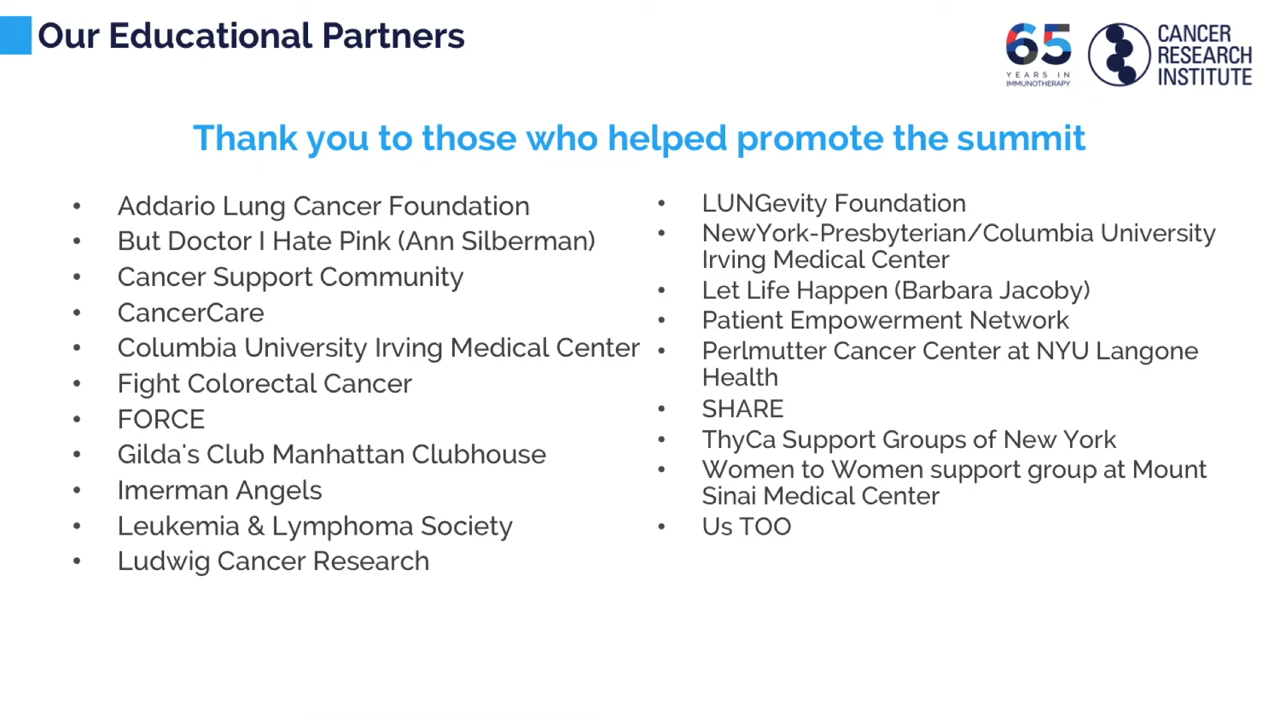 Our Educational Partners
65
YEARS IN
IMMUNOTHERAPY
CANCER
RESEARCH
INSTITUTE
Thank you to those who helped promote the summit
• Addario Lung Cancer Foundation
• But Doctor I Hate Pink (Ann Silberman)
• Cancer Support Community
• CancerCare
• Columbia University Irving Medical Center
• Fight Colorectal Cancer
• FORCE
• Gilda's Club Manhattan Clubhouse
• Imerman Angels
• Leukemia & Lymphoma Society
• Ludwig Cancer Research
• LUNGevity Foundation
• NewYork-Presbyterian/Columbia University
Irving Medical Center
• Let Life Happen (Barbara Jacoby)
• Patient Empowerment Network
• Perlmutter Cancer Center at NYU Langone
Health
• SHARE
• ThyCa Support Groups of New York
• Women to Women support group at Mount
Sinai Medical Center
• Us TOO